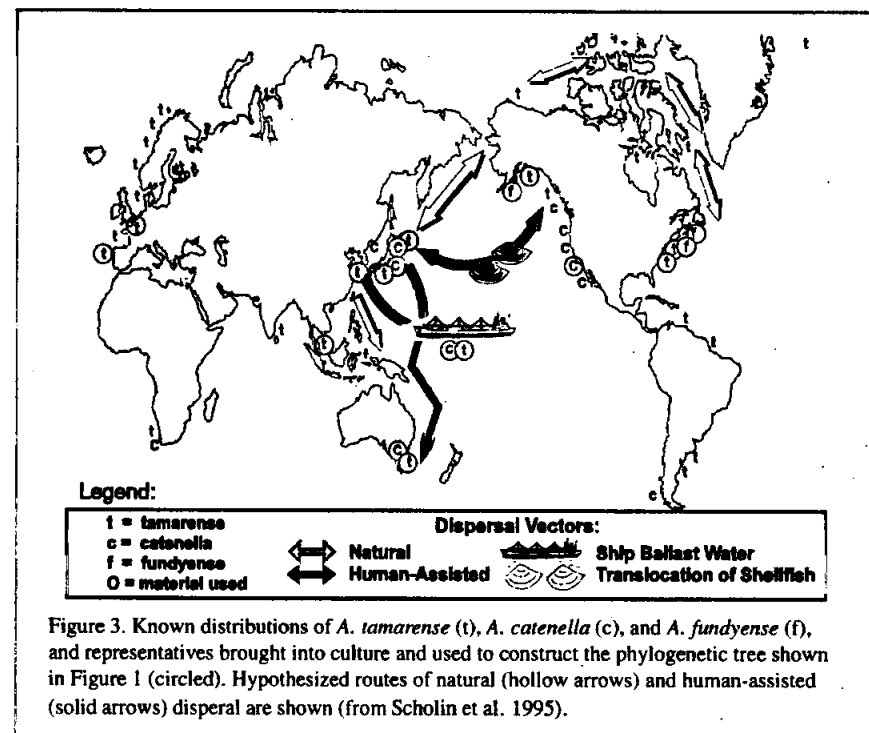 Legend:
t = tamarense
c = catenella
f = fundyense
O = material used
Dispersal Vectors:
Natural
Human-Assisted
Ship Ballast Water
Translocation of Shellfish
Figure 3. Known distributions of A. tamarense (t), A. catenella (c), and A. fundyense (f),
and representatives brought into culture and used to construct the phylogenetic tree shown
in Figure 1 (circled). Hypothesized routes of natural (hollow arrows) and human-assisted
(solid arrows) disperal are shown (from Scholin et al. 1995).